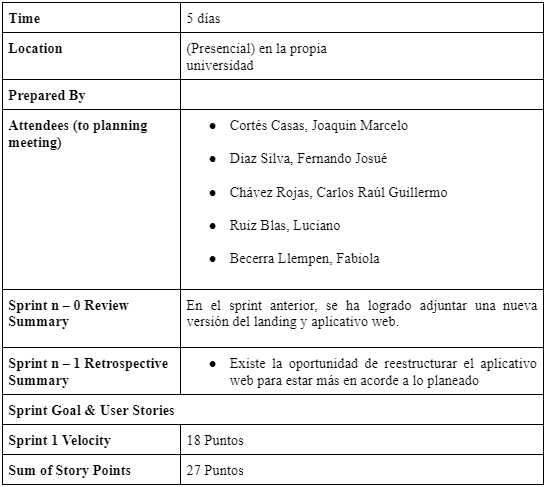 Time
5 días
Location
(Presencial) en la propia
universidad
Prepared By
Attendees (to planning
meeting)
● Cortés Casas, Joaquin Marcelo
● Diaz Silva, Fernando Josué
● Chávez Rojas, Carlos Raúl Guillermo
● Ruiz Blas, Luciano
● Becerra Llempen, Fabiola
Sprint n – 0 Review
Summary
En el sprint anterior, se ha logrado adjuntar una nueva
versión del landing y aplicativo web.
Sprint n – 1 Retrospective
Summary
● Existe la oportunidad de reestructurar el aplicativo
web para estar más en acorde a lo planeado
Sprint Goal & User Stories
Sprint 1 Velocity
18 Puntos
Sum of Story Points
27 Puntos